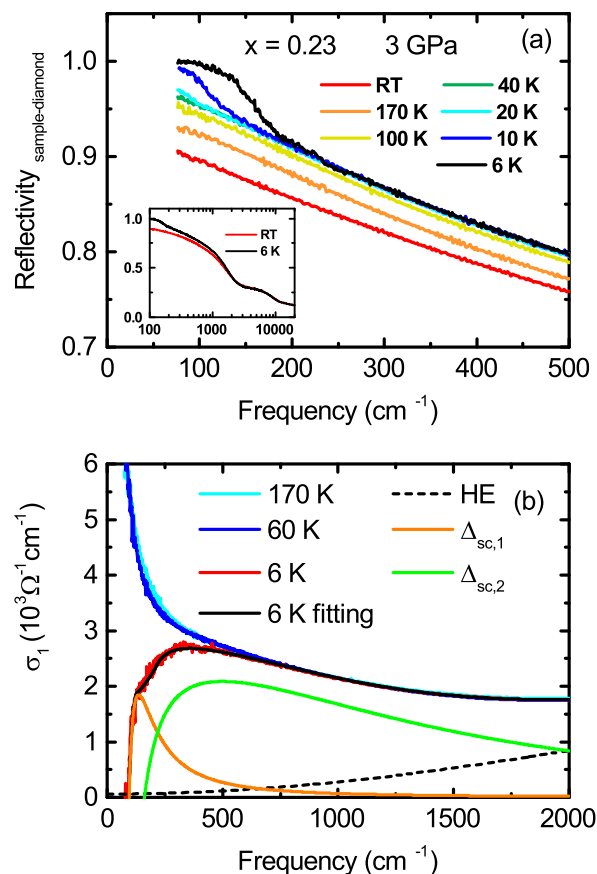 x = 0.23 3 GPa (a)
RT 40 K
170 K 20 K
100 K 10 K
6 K
Reflectivity sample-diamond
1.0
0.9
0.8
0.7
1.0
0.5
0.0
RT
6 K
100 1000 10000
0 100 200 300 400 500
Frequency (cm -1)
(b)
170 K HE
60 K Δsc,1
6 K Δsc,2
6 K fitting
σ1 (10³Ω⁻¹cm⁻¹)
6
5
4
3
2
1
0
0 500 1000 1500 2000
Frequency (cm -1)